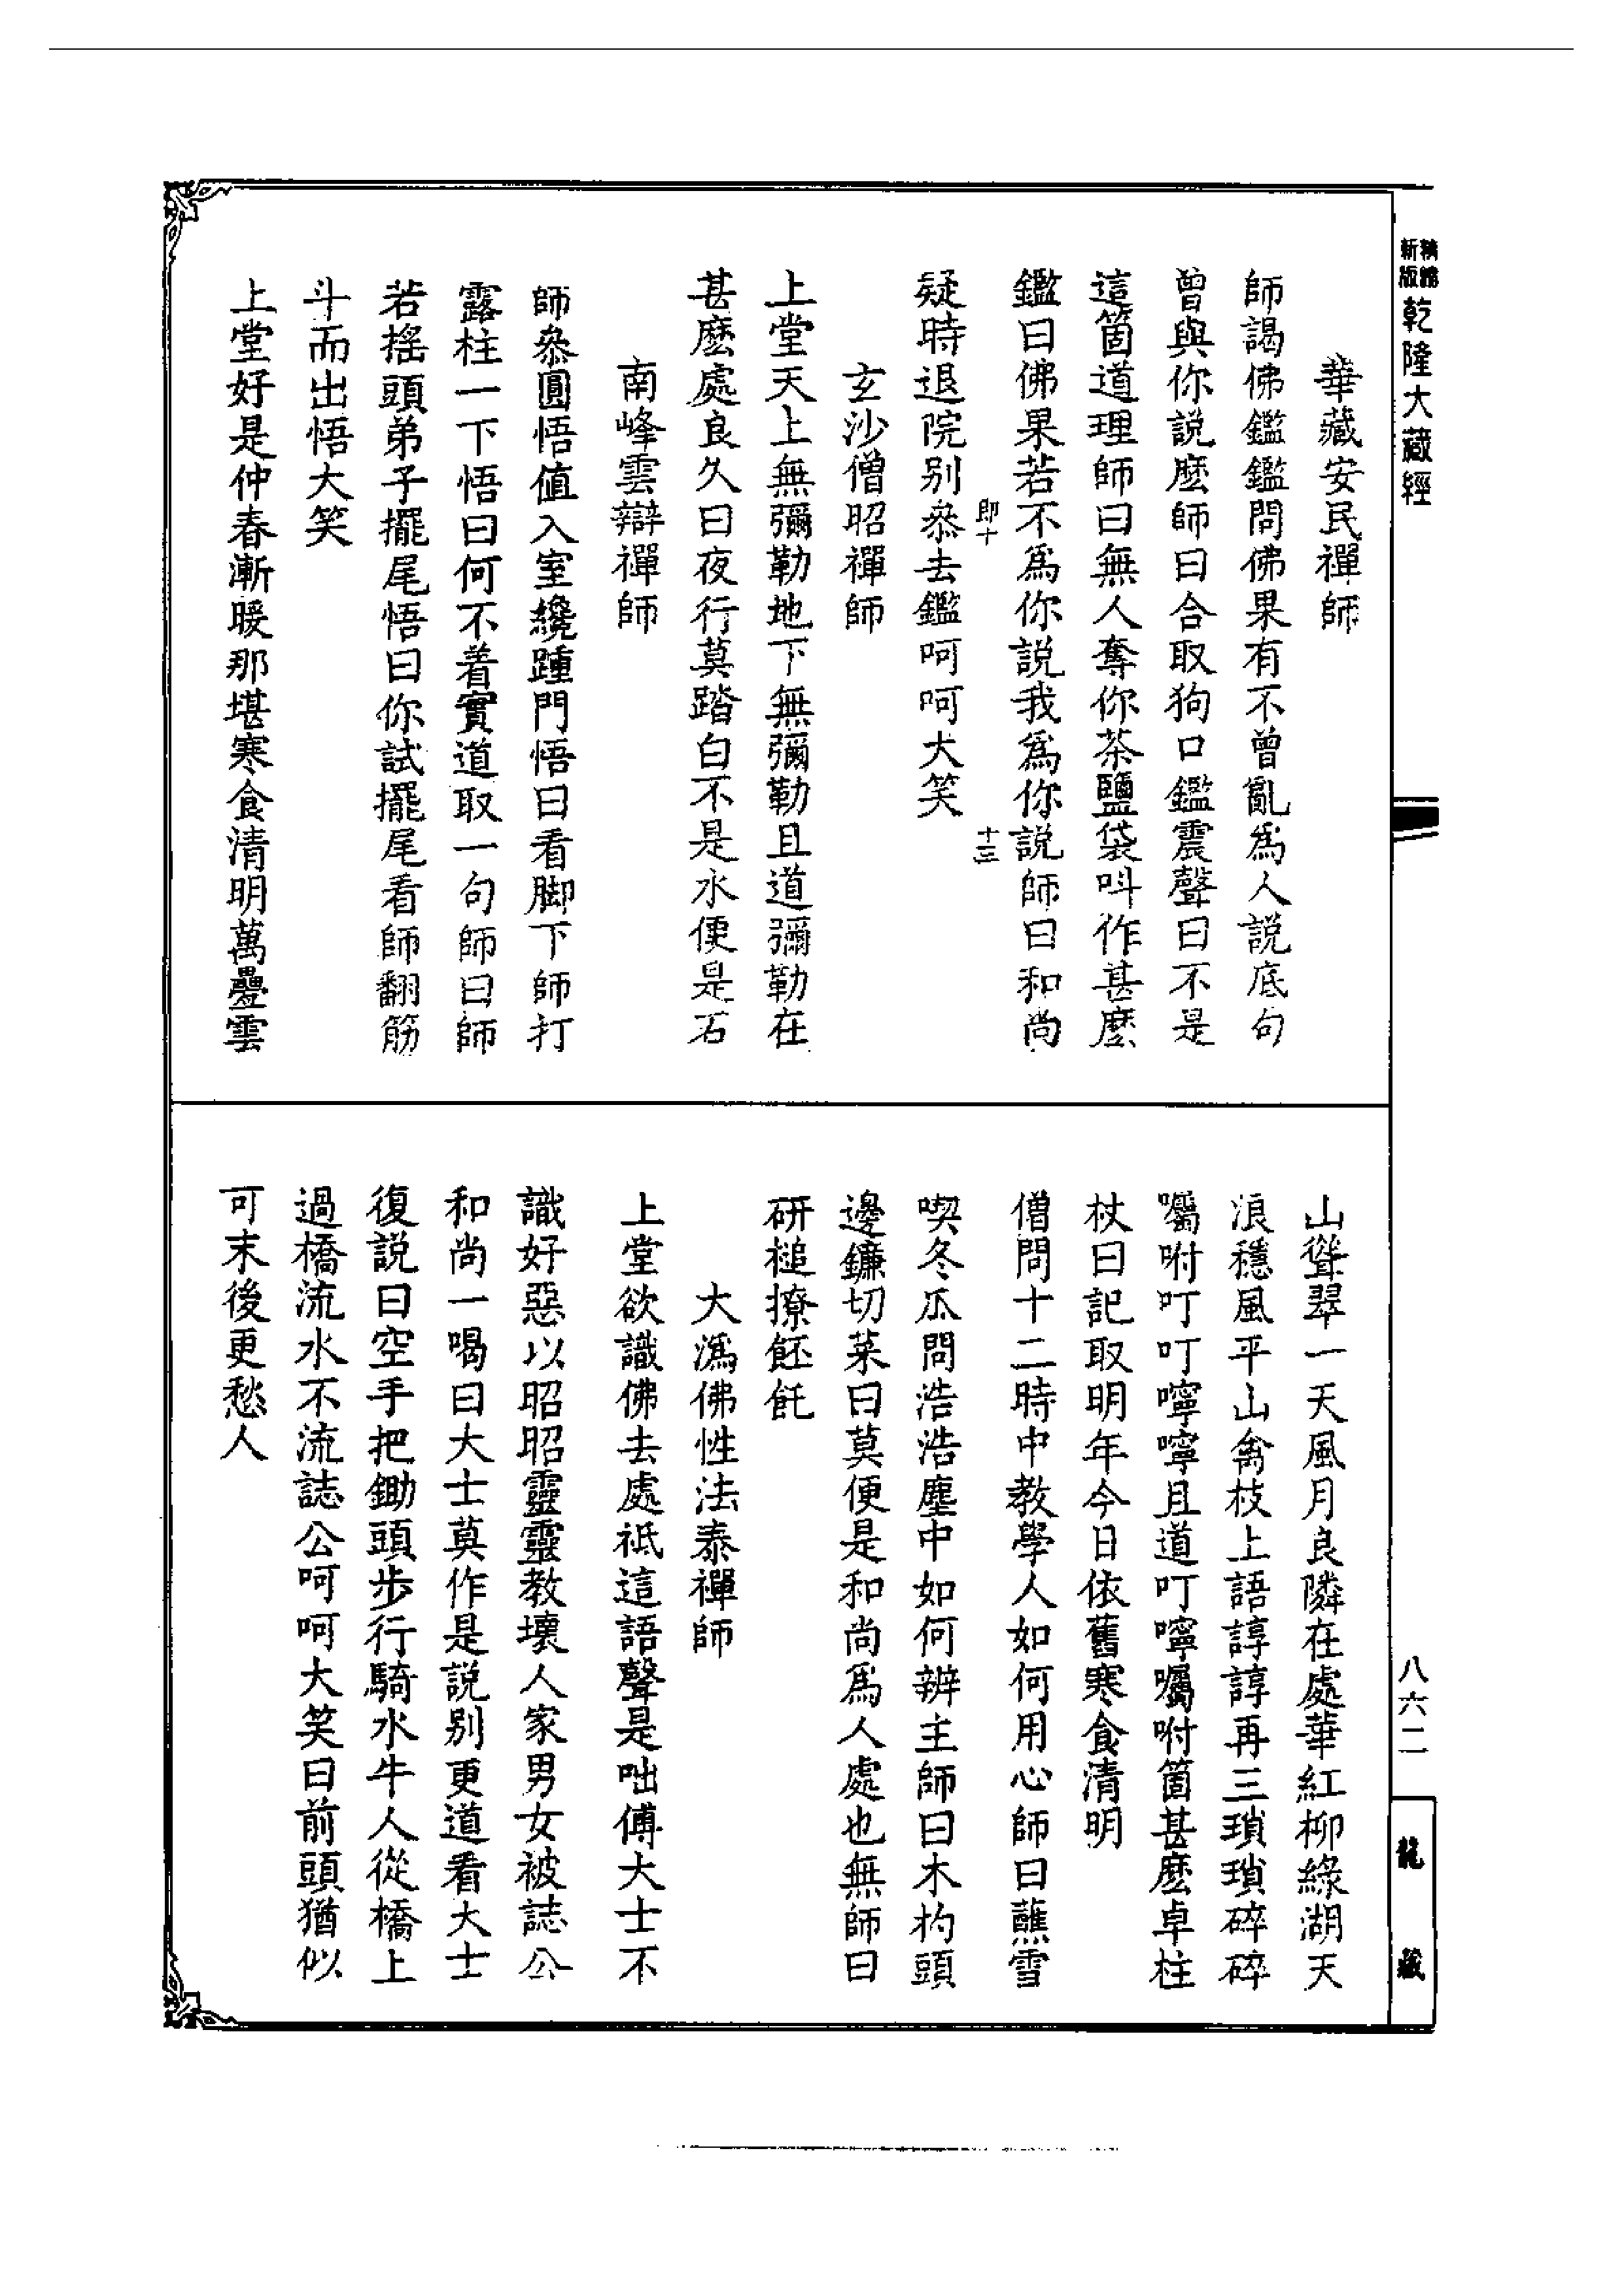 精縮新版
乾隆大藏經
華藏安民禪師
師謁佛鑑鑑問佛果有不曾亂爲人説底句
曾與你説麽師曰合取狗口鑑震聲曰不是
這箇道理師曰無人奪你茶鹽袋叫作甚麽
鑑曰佛果若不爲你説我爲你説師曰和尚
即十
十三
疑時退院别叅去鑑呵呵大笑
玄沙僧昭禪師
上堂天上無彌勒地下無彌勒且道彌勒在
甚麽處良久曰夜行莫踏白不是水便是石
南峰雲辯禪師
師叅圓悟值入室纔踵門悟曰看脚下師打
露柱一下悟曰何不着實道取一句師曰師
若搖頭弟子擺尾悟曰你試擺尾看師翻筋
斗而出悟大笑
上堂好是仲春漸暖那堪寒食清明萬疊雲
山聳翠一天風月良隣在處華紅柳綠湖天
浪穩風平山禽枝上語諄諄再三瑣瑣碎碎
囑咐叮叮嚀嚀且道叮嚀囑咐箇甚麽卓柱
杖曰記取明年今日依舊寒食清明
僧問十二時中教學人如何用心師曰蘸雪
喫冬瓜問浩浩塵中如何辨主師曰木杓頭
邊鐮切菜曰莫便是和尚爲人處也無師曰
研槌撩飥飥
大溈佛性法泰禪師
上堂欲識佛去處祗這語聲是咄傅大士不
識好惡以昭昭靈靈教壞人家男女被誌公
和尚一喝曰大士莫作是説别更道看大士
復説曰空手把鋤頭步行騎水牛人從橋上
過橋流水不流誌公呵呵大笑曰前頭猶似
可末後更愁人
八六二
龍藏